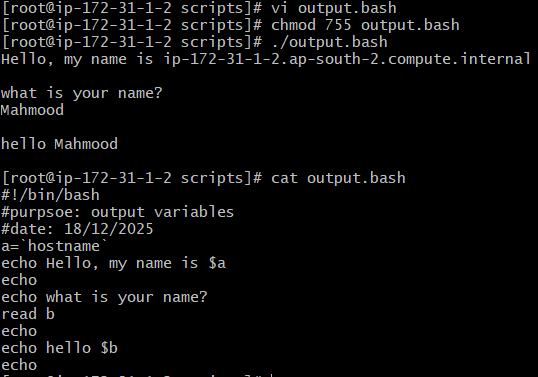 [root@ip-172-31-1-2 scripts]# vi output.bash
[root@ip-172-31-1-2 scripts]# chmod 755 output.bash
[root@ip-172-31-1-2 scripts]# ./output.bash
Hello, my name is ip-172-31-1-2.ap-south-2.compute.internal
what is your name?
Mahmood
hello Mahmood
[root@ip-172-31-1-2 scripts]# cat output.bash
#!/bin/bash
#purpsoe: output variables
#date: 18/12/2025
a=`hostname`
echo Hello, my name is $a
echo
echo what is your name?
read b
echo
echo hello $b
echo